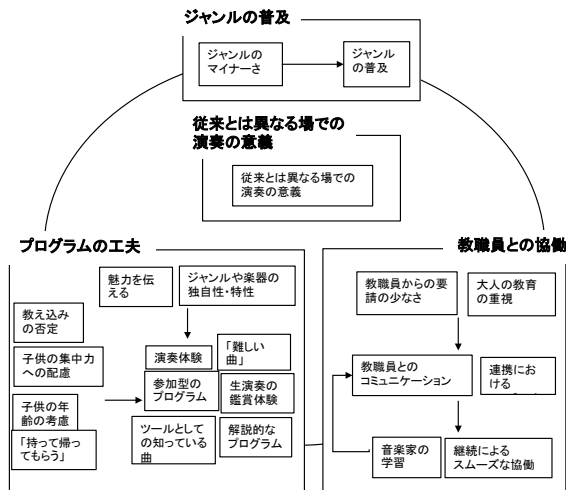 ジャンルの普及
ジャンルの
マイナーさ
ジャンル
の普及
従来とは異なる場での
演奏の意義
従来とは異なる場での
演奏の意義
プログラムの工夫
魅力を伝
える
ジャンルや楽器の
独自性・特性
教え込み
の否定
子供の集中力
への配慮
子供の年
齢の考慮
「持って帰っ
てもらう」
演奏体験
「難しい
曲」
参加型の
プログラム
生演奏の
鑑賞体験
ツールとして
の知っている
曲
解説的な
プログラム
教職員との協働
教職員からの要
請の少なさ
大人の教育
の重視
教職員との
コミュニケーション
連携にお
ける
音楽家の
学習
継続による
スムーズな協働